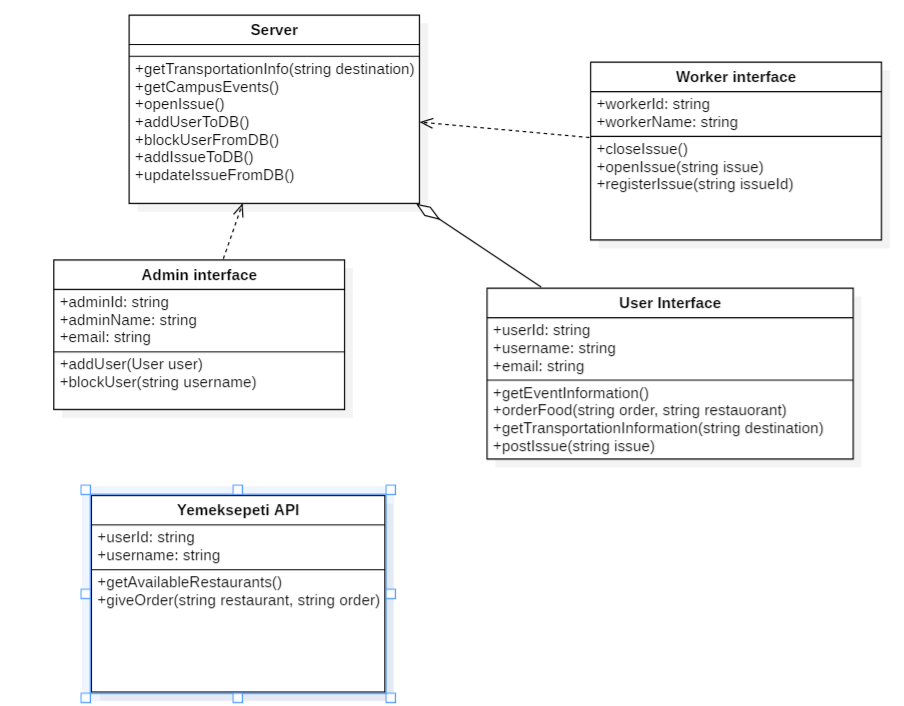 Server
+getTransportationInfo(string destination)
+getCampusEvents()
+openIssue()
+addUserToDB()
+blockUserFromDB()
+addIssueToDB()
+updateIssueFromDB()
Worker interface
+workerId: string
+workerName: string
+closeIssue()
+openIssue(string issue)
+registerIssue(string issueId)
Admin interface
+adminId: string
+adminName: string
+email: string
+addUser(User user)
+blockUser(string username)
User Interface
+userId: string
+username: string
+email: string
+getEventInformation()
+orderFood(string order, string restauorant)
+getTransportationInformation(string destination)
+postIssue(string issue)
Yemeksepeti API
+userId: string
+username: string
+getAvailableRestaurants()
+giveOrder(string restaurant, string order)